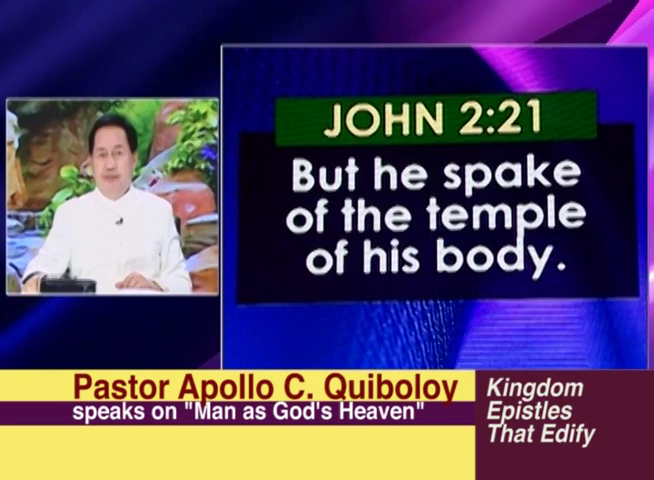 JOHN 2:21
But he spake
of the temple
of his body.
Pastor Apollo C. Quiboloy
speaks on "Man as God's Heaven"
Kingdom
Epistles
That Edify